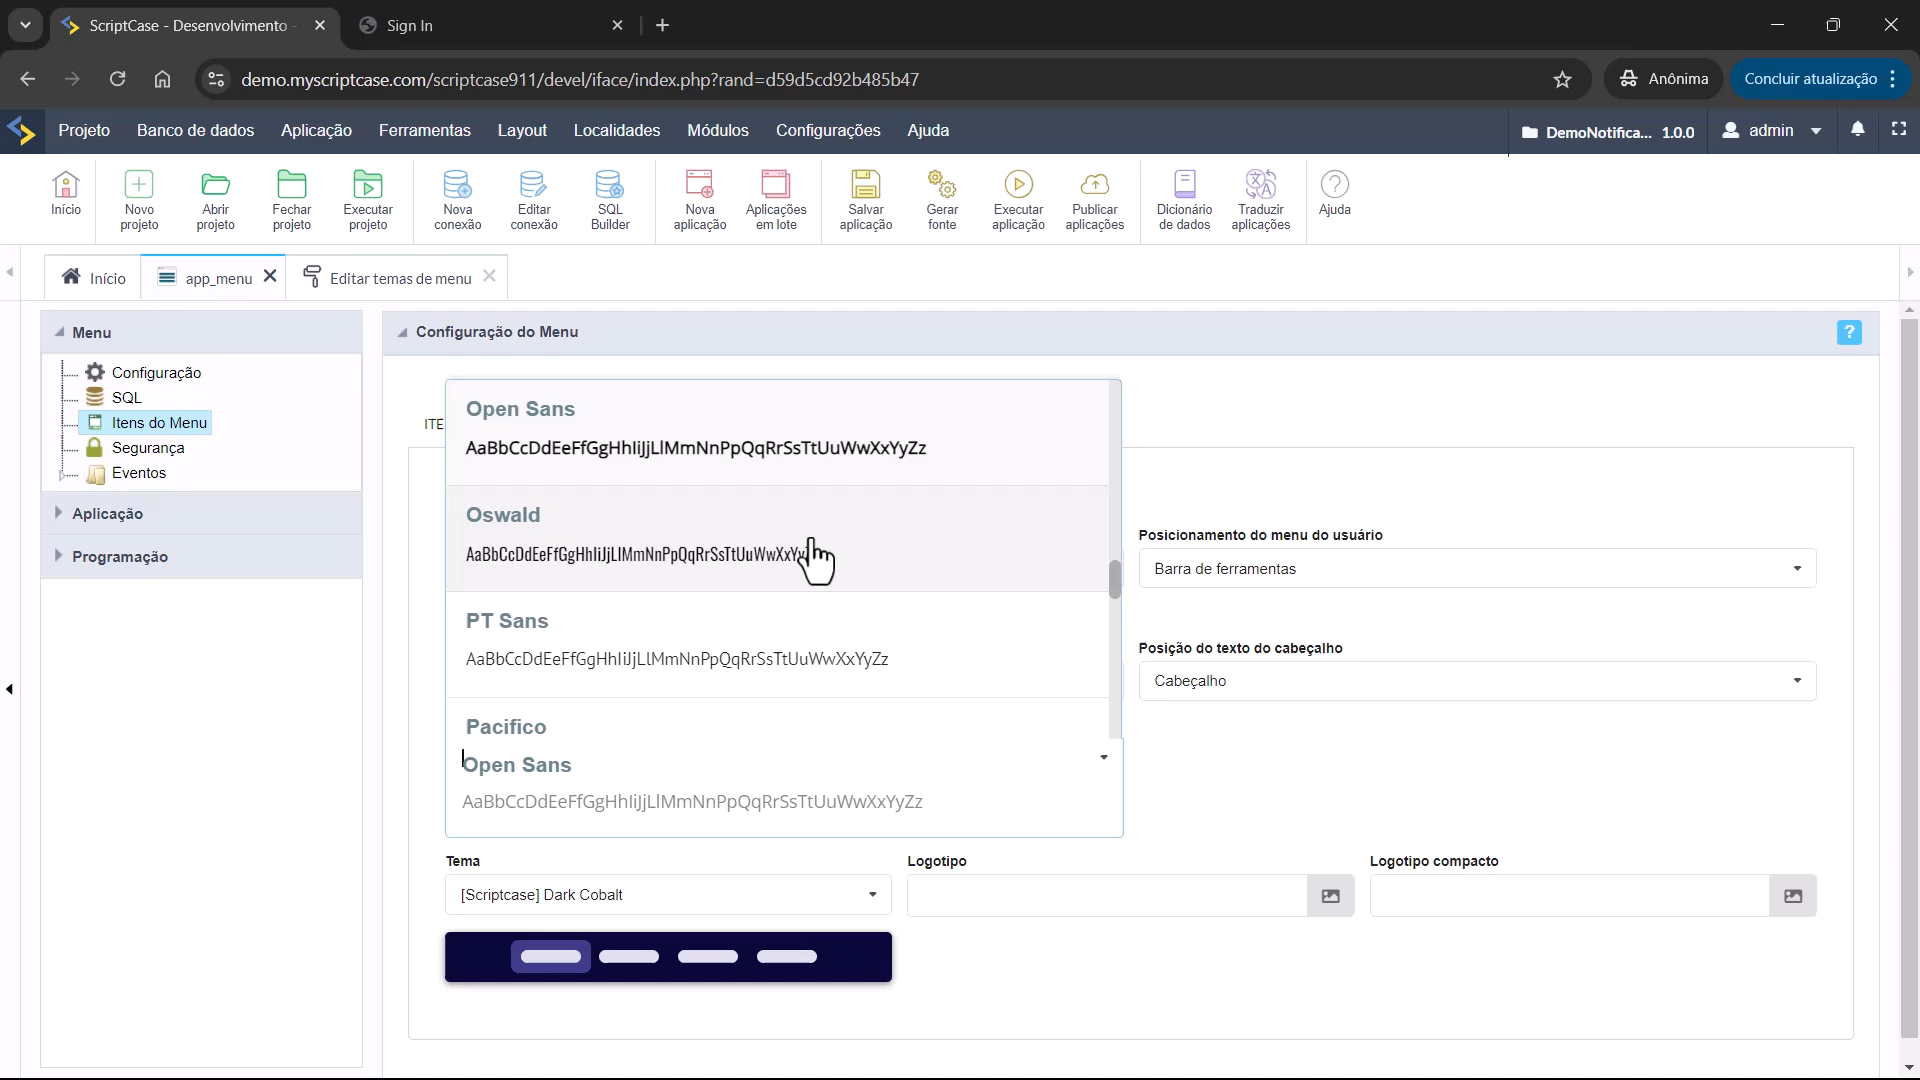 ScriptCase - Desenvolvimento -
Sign In
demo.myscriptcase.com/scriptcase911/devel/iface/index.php?rand=d59d5cd92b485b47
Anônima
Concluir atualização
Projeto
Banco de dados
Aplicação
Ferramentas
Layout
Localidades
Módulos
Configurações
Ajuda
DemoNotifica... 1.0.0
admin
Início
Novo
projeto
Abrir
projeto
Fechar
projeto
Executar
projeto
Nova
conexão
Editar
conexão
SQL
Builder
Nova
aplicação
Aplicações
em lote
Salvar
aplicação
Gerar
fonte
Executar
aplicação
Publicar
aplicações
Dicionário
de dados
Traduzir
aplicações
Ajuda
Início
app_menu
Editar temas de menu
Menu
Configuração
SQL
Itens do Menu
Segurança
Eventos
Aplicação
Programação
Configuração do Menu
?
ITE
Open Sans
AaBbCcDdEeFfGgHhIiJjLlMmNnPpQqRrSsTtUuWwXxYyZz
Oswald
AaBbCcDdEeFfGgHhIiJjLlMmNnPpQqRrSsTtUuWwXxYy
PT Sans
AaBbCcDdEeFfGgHhIiJjLlMmNnPpQqRrSsTtUuWwXxYyZz
Pacifico
Open Sans
AaBbCcDdEeFfGgHhIiJjLlMmNnPpQqRrSsTtUuWwXxYyZz
Posicionamento do menu do usuário
Barra de ferramentas
Posição do texto do cabeçalho
Cabeçalho
Tema
[Scriptcase] Dark Cobalt
Logotipo
Logotipo compacto